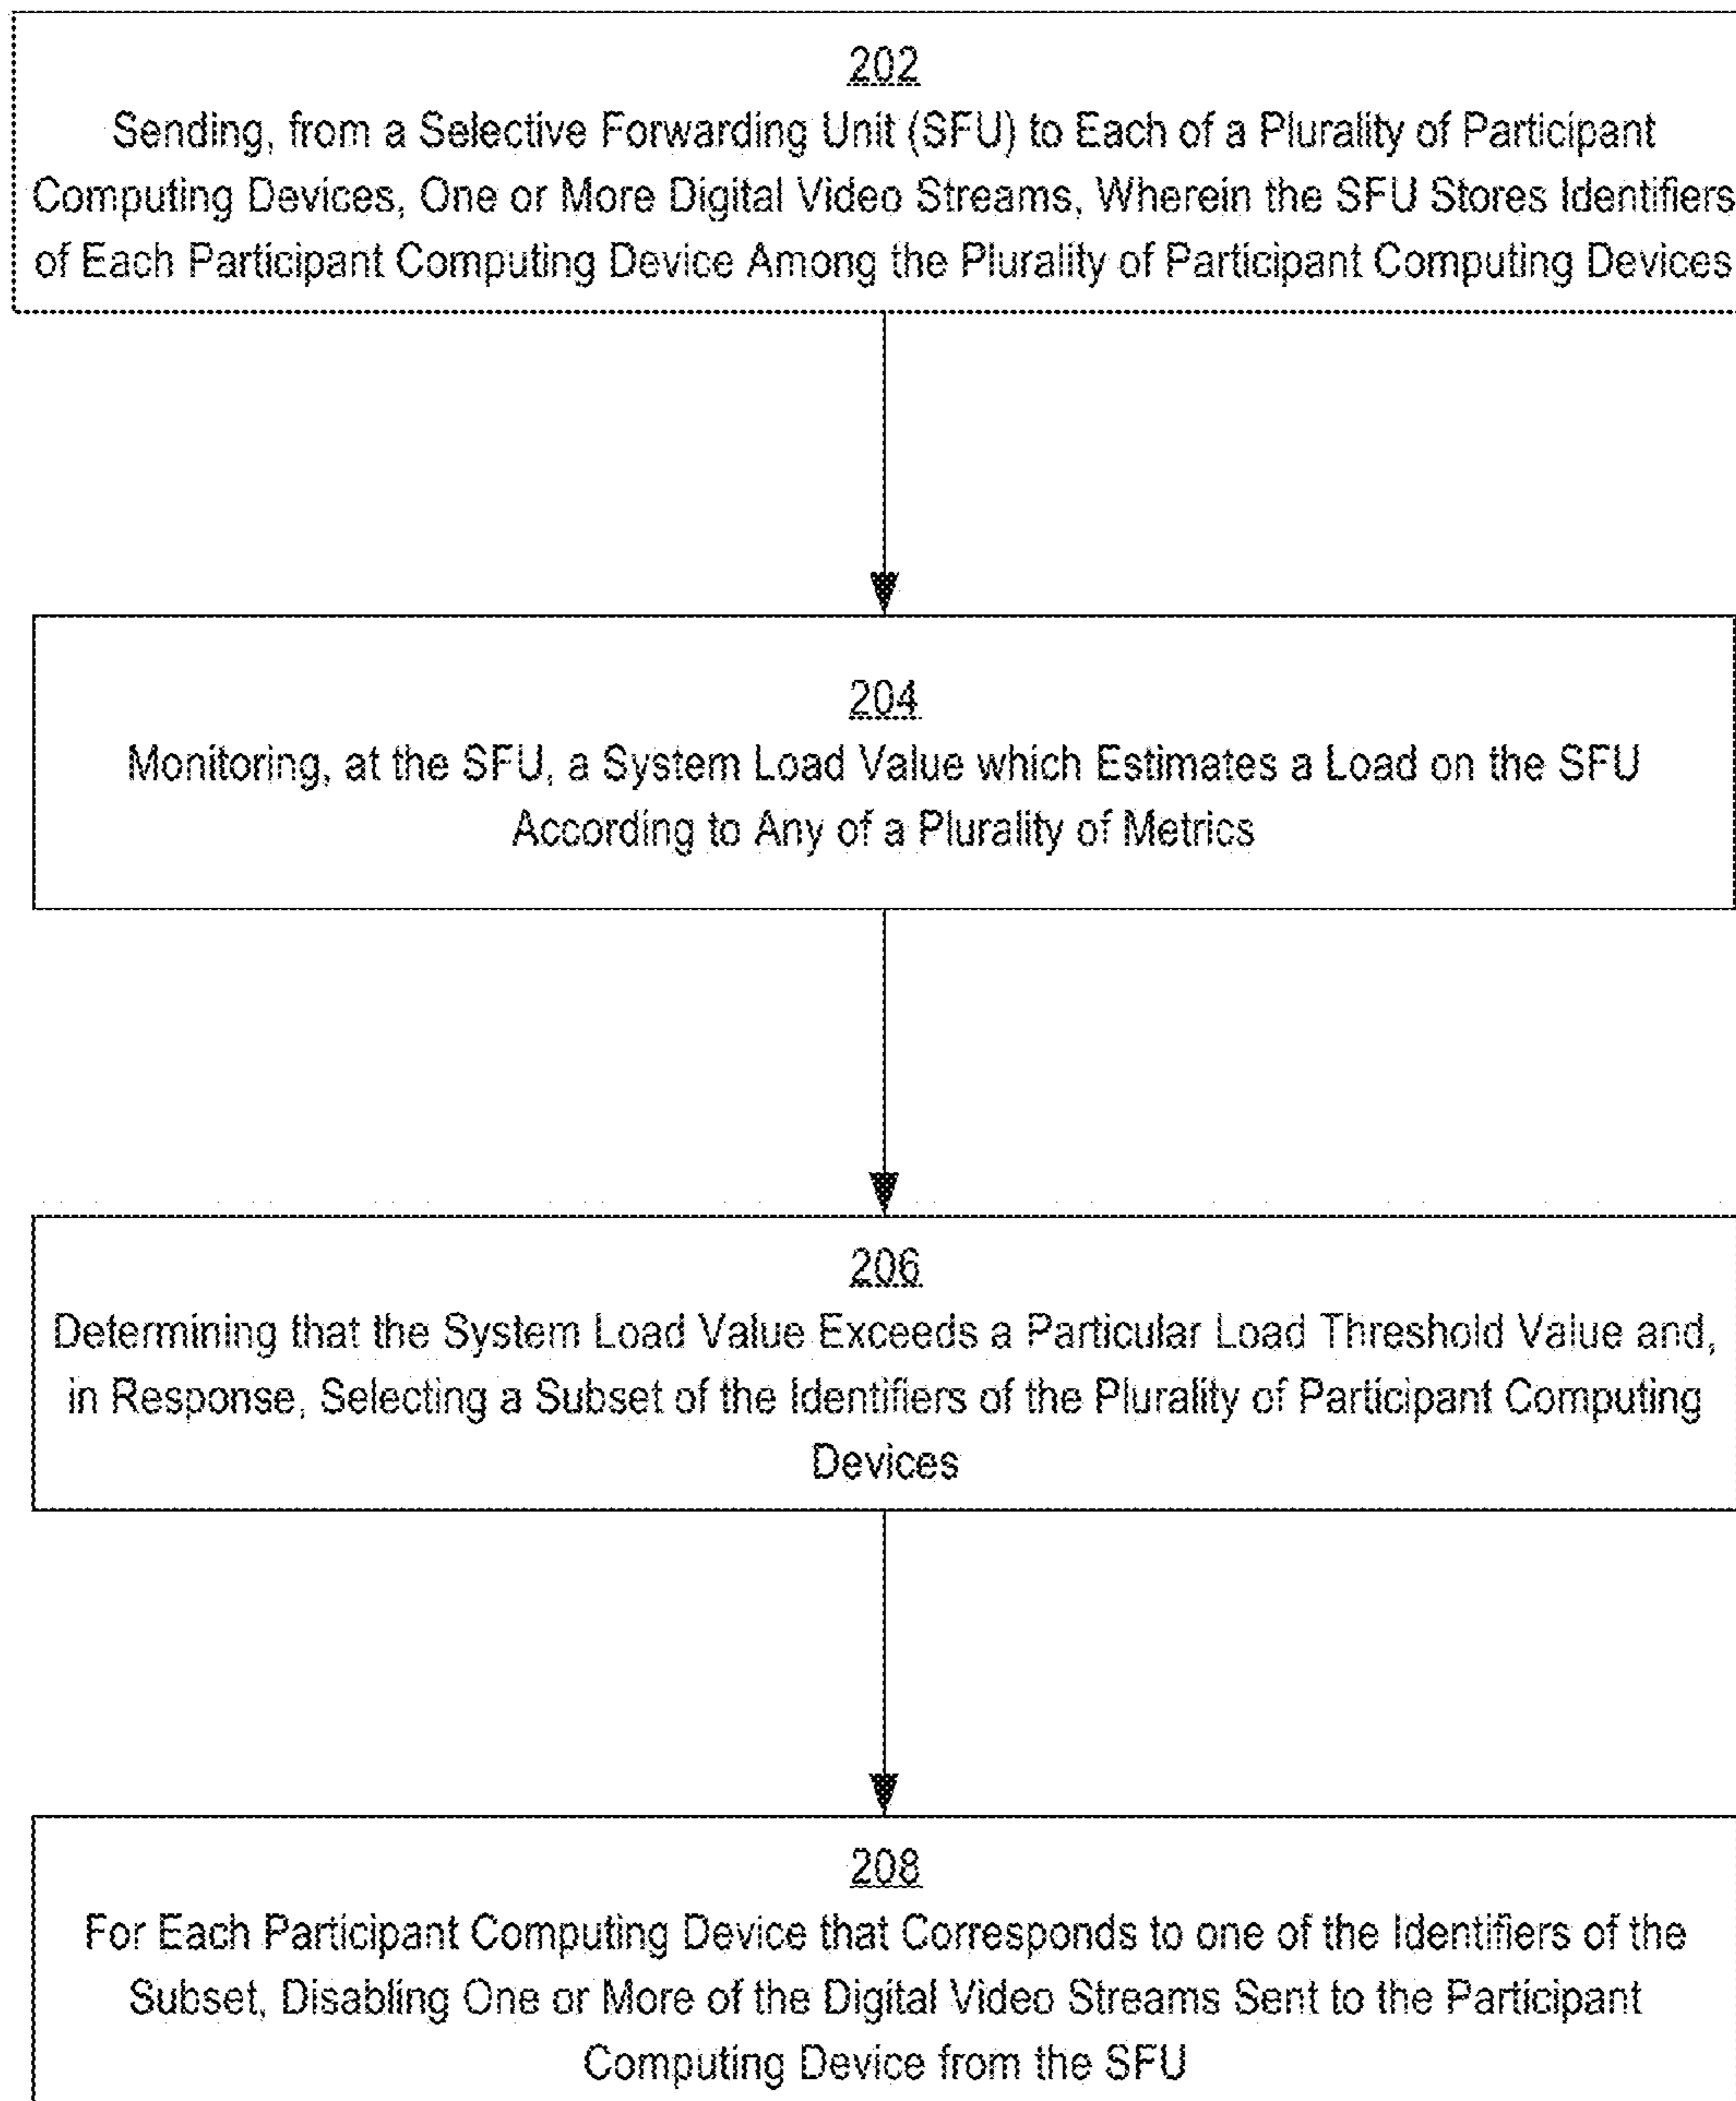 202
Sending, from a Selective Forwarding Unit (SFU) to Each of a Plurality of Participant
Computing Devices, One or More Digital Video Streams, Wherein the SFU Stores Identifiers
of Each Participant Computing Device Among the Plurality of Participant Computing Devices
204
Monitoring, at the SFU, a System Load Value which Estimates a Load on the SFU
According to Any of a Plurality of Metrics
206
Determining that the System Load Value Exceeds a Particular Load Threshold Value and,
in Response, Selecting a Subset of the Identifiers of the Plurality of Participant Computing
Devices
208
For Each Participant Computing Device that Corresponds to one of the Identifiers of the
Subset, Disabling One or More of the Digital Video Streams Sent to the Participant
Computing Device from the SFU